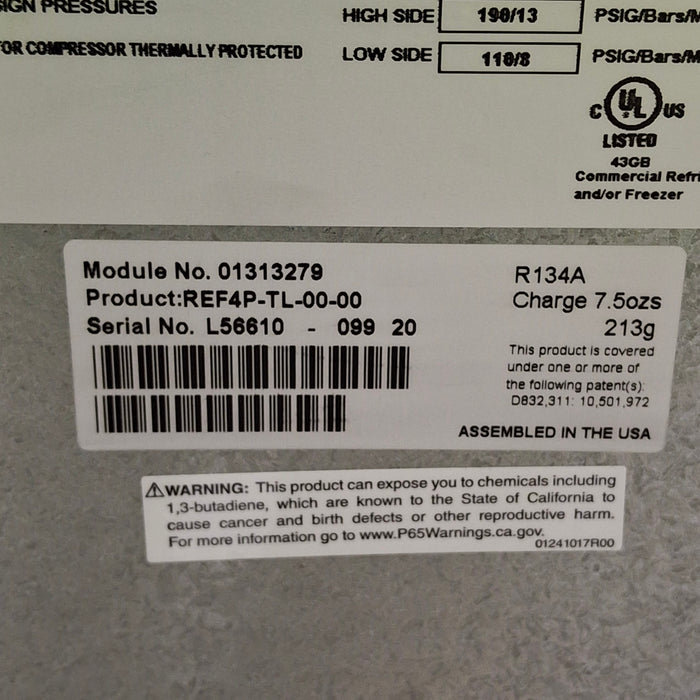 SIGN PRESSURES
HIGH SIDE 190/13 PSIG/Bars/M
OR COMPRESSOR THERMALLY PROTECTED
LOW SIDE 110/8 PSIG/Bars/M
C UL US
LISTED
43GB
Commercial Refri
and/or Freezer
Module No. 01313279
Product:REF4P-TL-00-00
Serial No. L56610 - 099 20
R134A
Charge 7.5ozs
213g
This product is covered
under one or more of
the following patent(s):
D832,311: 10,501,972
ASSEMBLED IN THE USA
⚠WARNING: This product can expose you to chemicals including
1,3-butadiene, which are known to the State of California to
cause cancer and birth defects or other reproductive harm.
For more information go to www.P65Warnings.ca.gov.
01241017R00